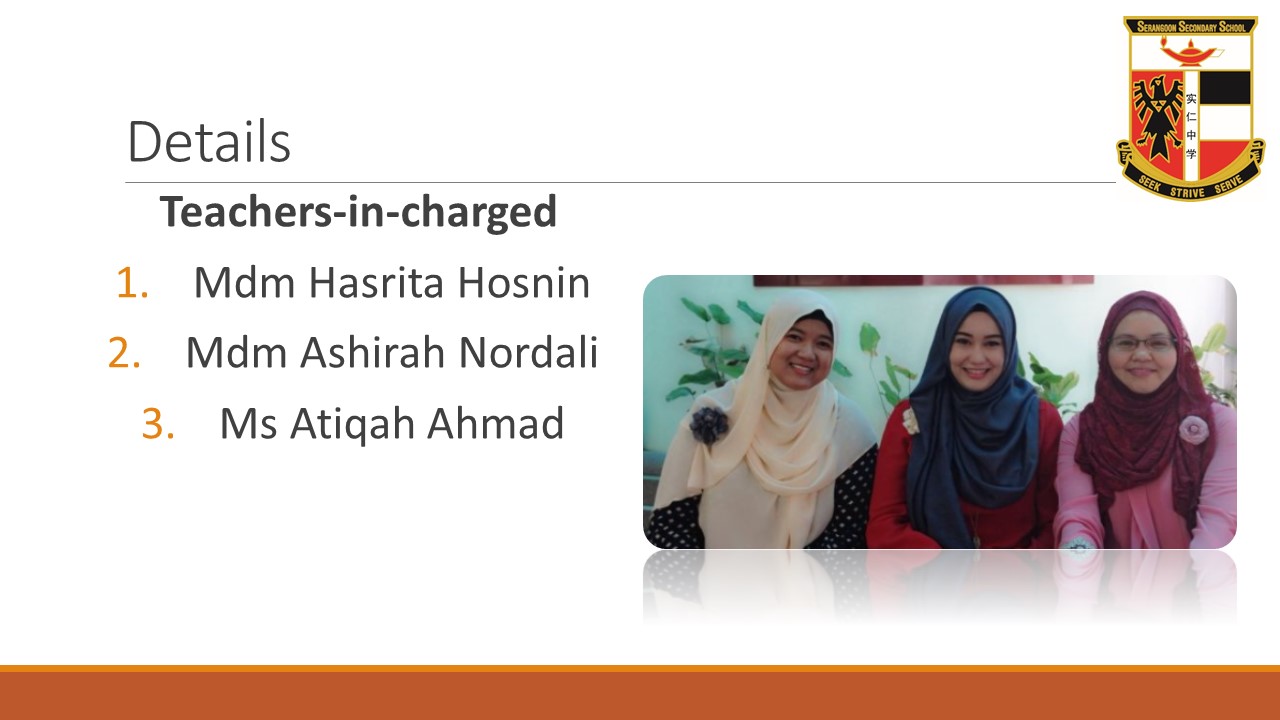 SERANGOON SECONDARY SCHOOL
实
仁
中
学
SEEK STRIVE SERVE
Details
Teachers-in-charged
1. Mdm Hasrita Hosnin
2. Mdm Ashirah Nordali
3. Ms Atiqah Ahmad